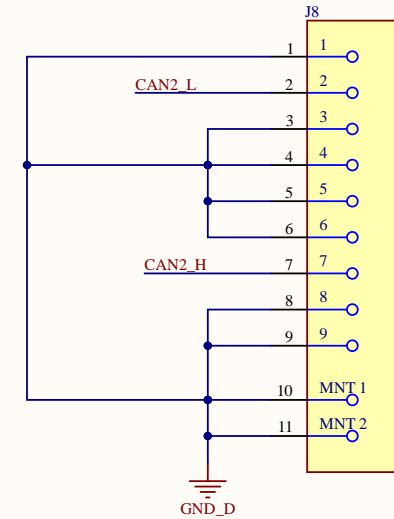 J8
1 1
CAN2_L 2 2
3 3
4 4
5 5
6 6
CAN2_H 7 7
8 8
9 9
10 MNT 1
11 MNT 2
GND_D